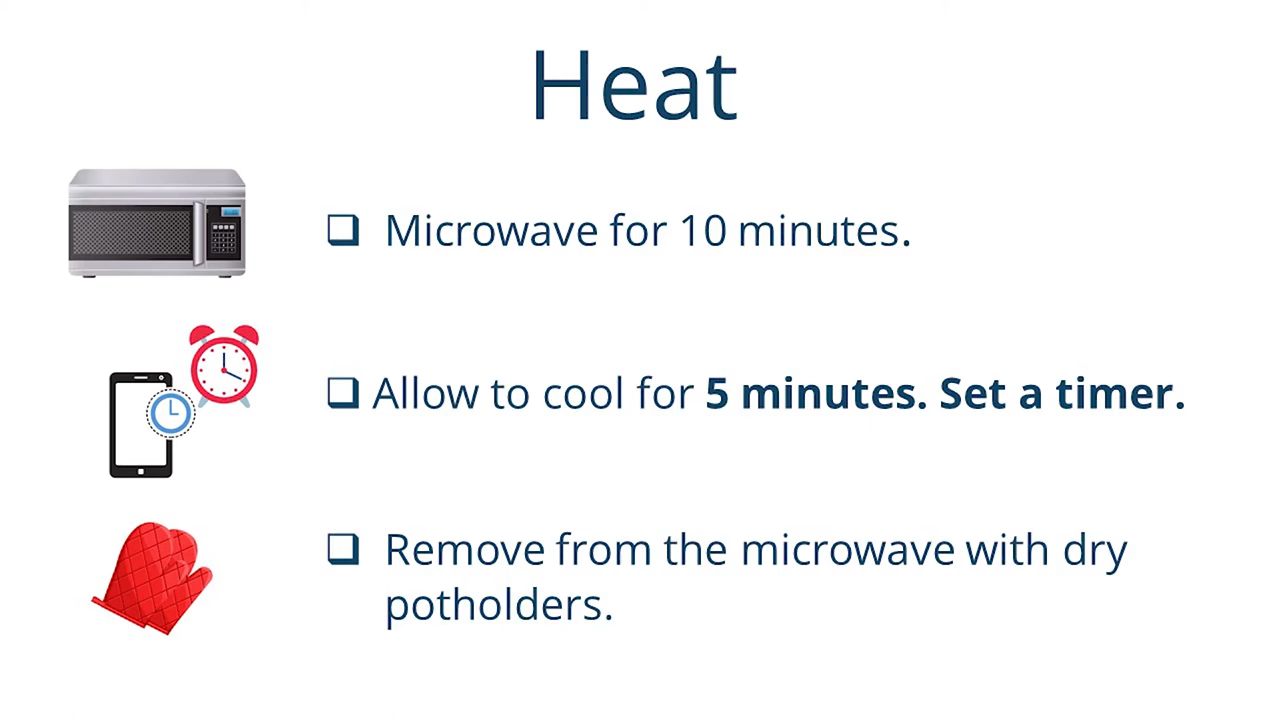 Heat
Microwave for 10 minutes.
Allow to cool for 5 minutes. Set a timer.
Remove from the microwave with dry
potholders.